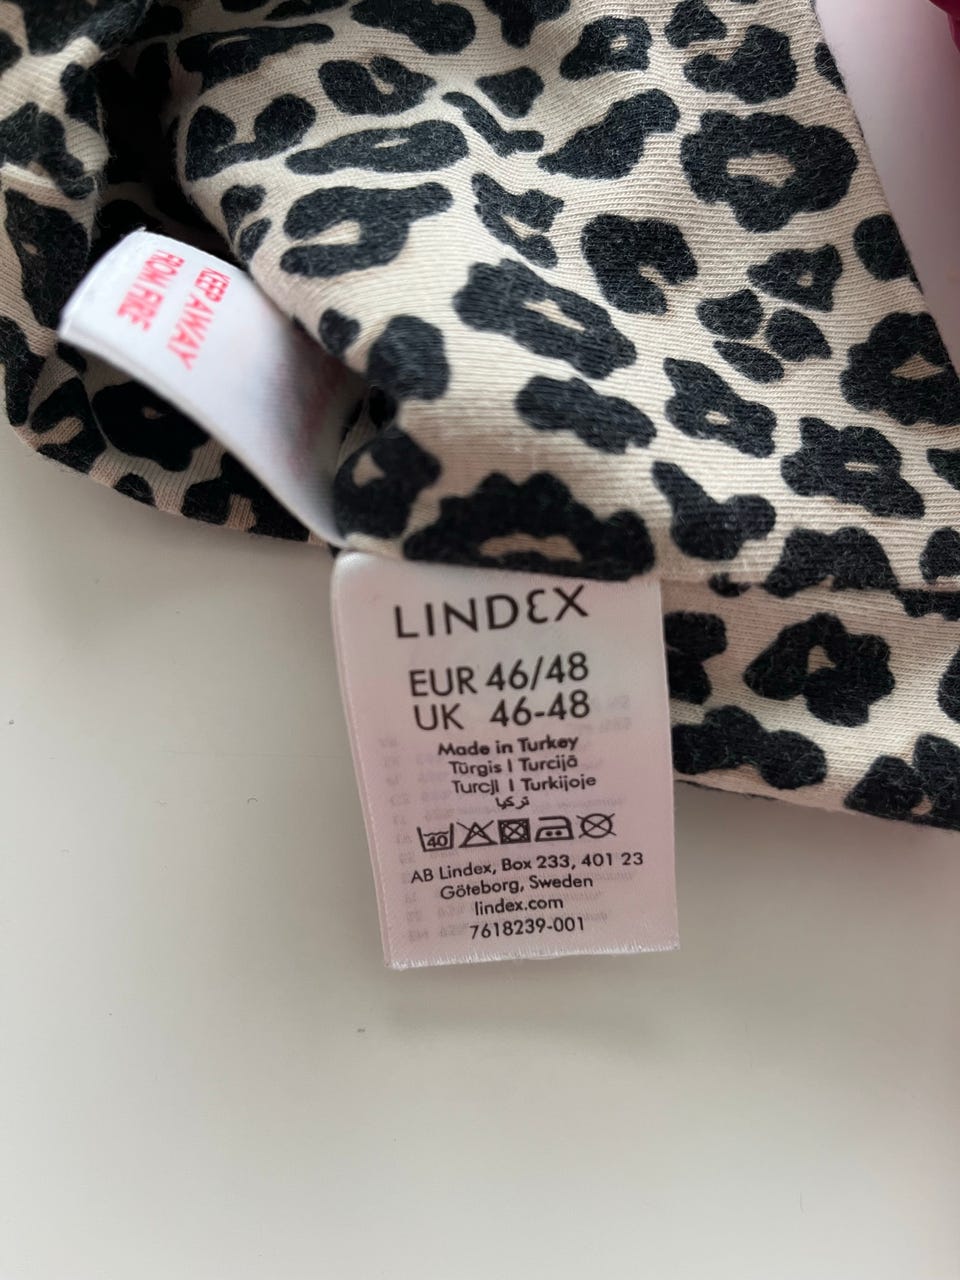 KEEP AWAY
FROM FIRE
LINDEX
EUR 46/48
UK 46-48
Made in Turkey
Türgis | Turcijā
Turcji | Turkijoje
تركيا
40
AB Lindex, Box 233, 401 23
Göteborg, Sweden
lindex.com
7618239-001